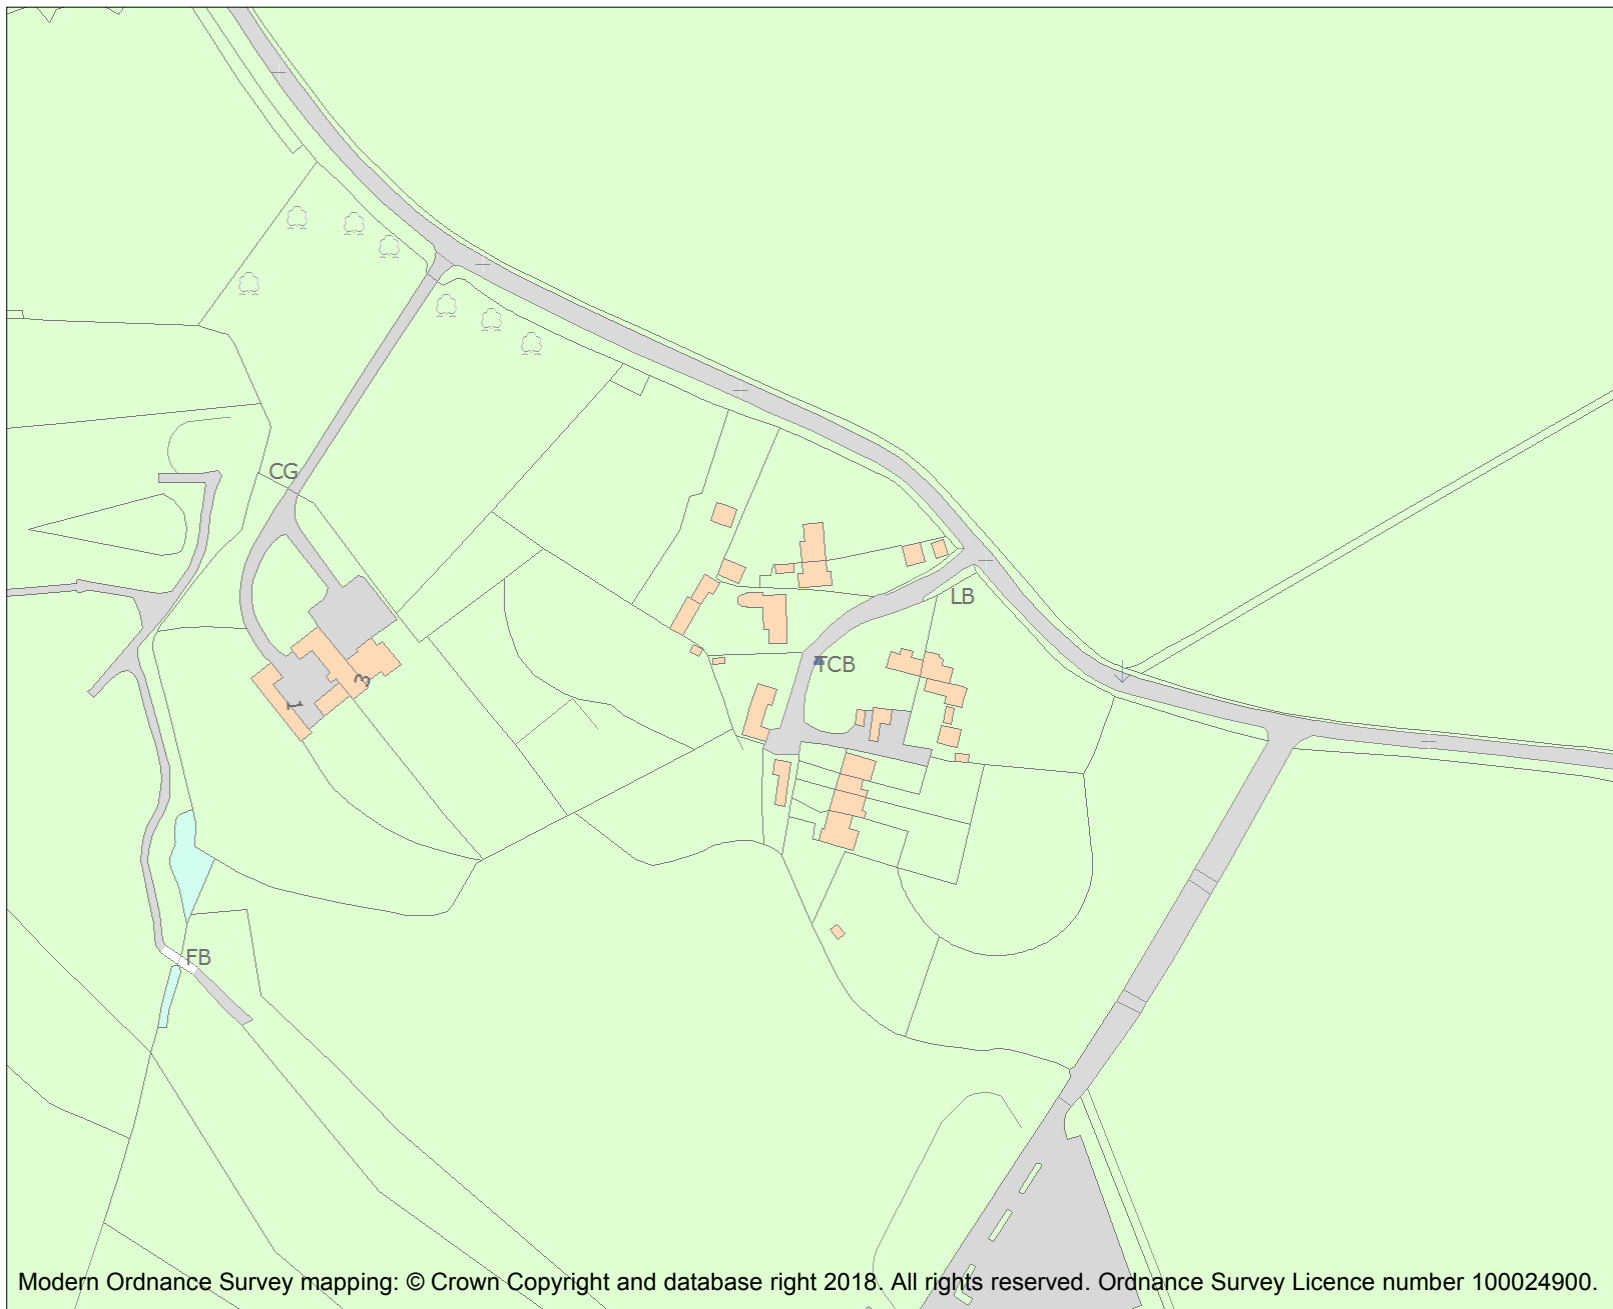 CG
LB
TCB
3
1
FB
Modern Ordnance Survey mapping: © Crown Copyright and database right 2018. All rights reserved. Ordnance Survey Licence number 100024900.